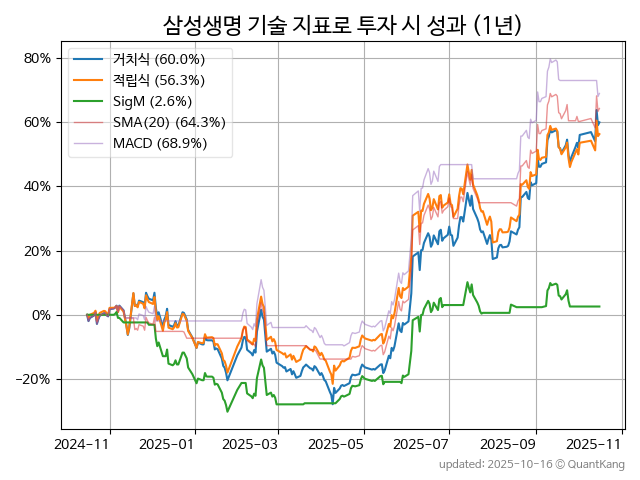 삼성생명 기술 지표로 투자 시 성과 (1년)
거치식 (60.0%)
적립식 (56.3%)
SigM (2.6%)
SMA(20) (64.3%)
MACD (68.9%)
80%
60%
40%
20%
0%
−20%
2024-11 2025-01 2025-03 2025-05 2025-07 2025-09 2025-11
updated: 2025-10-16 © QuantKang